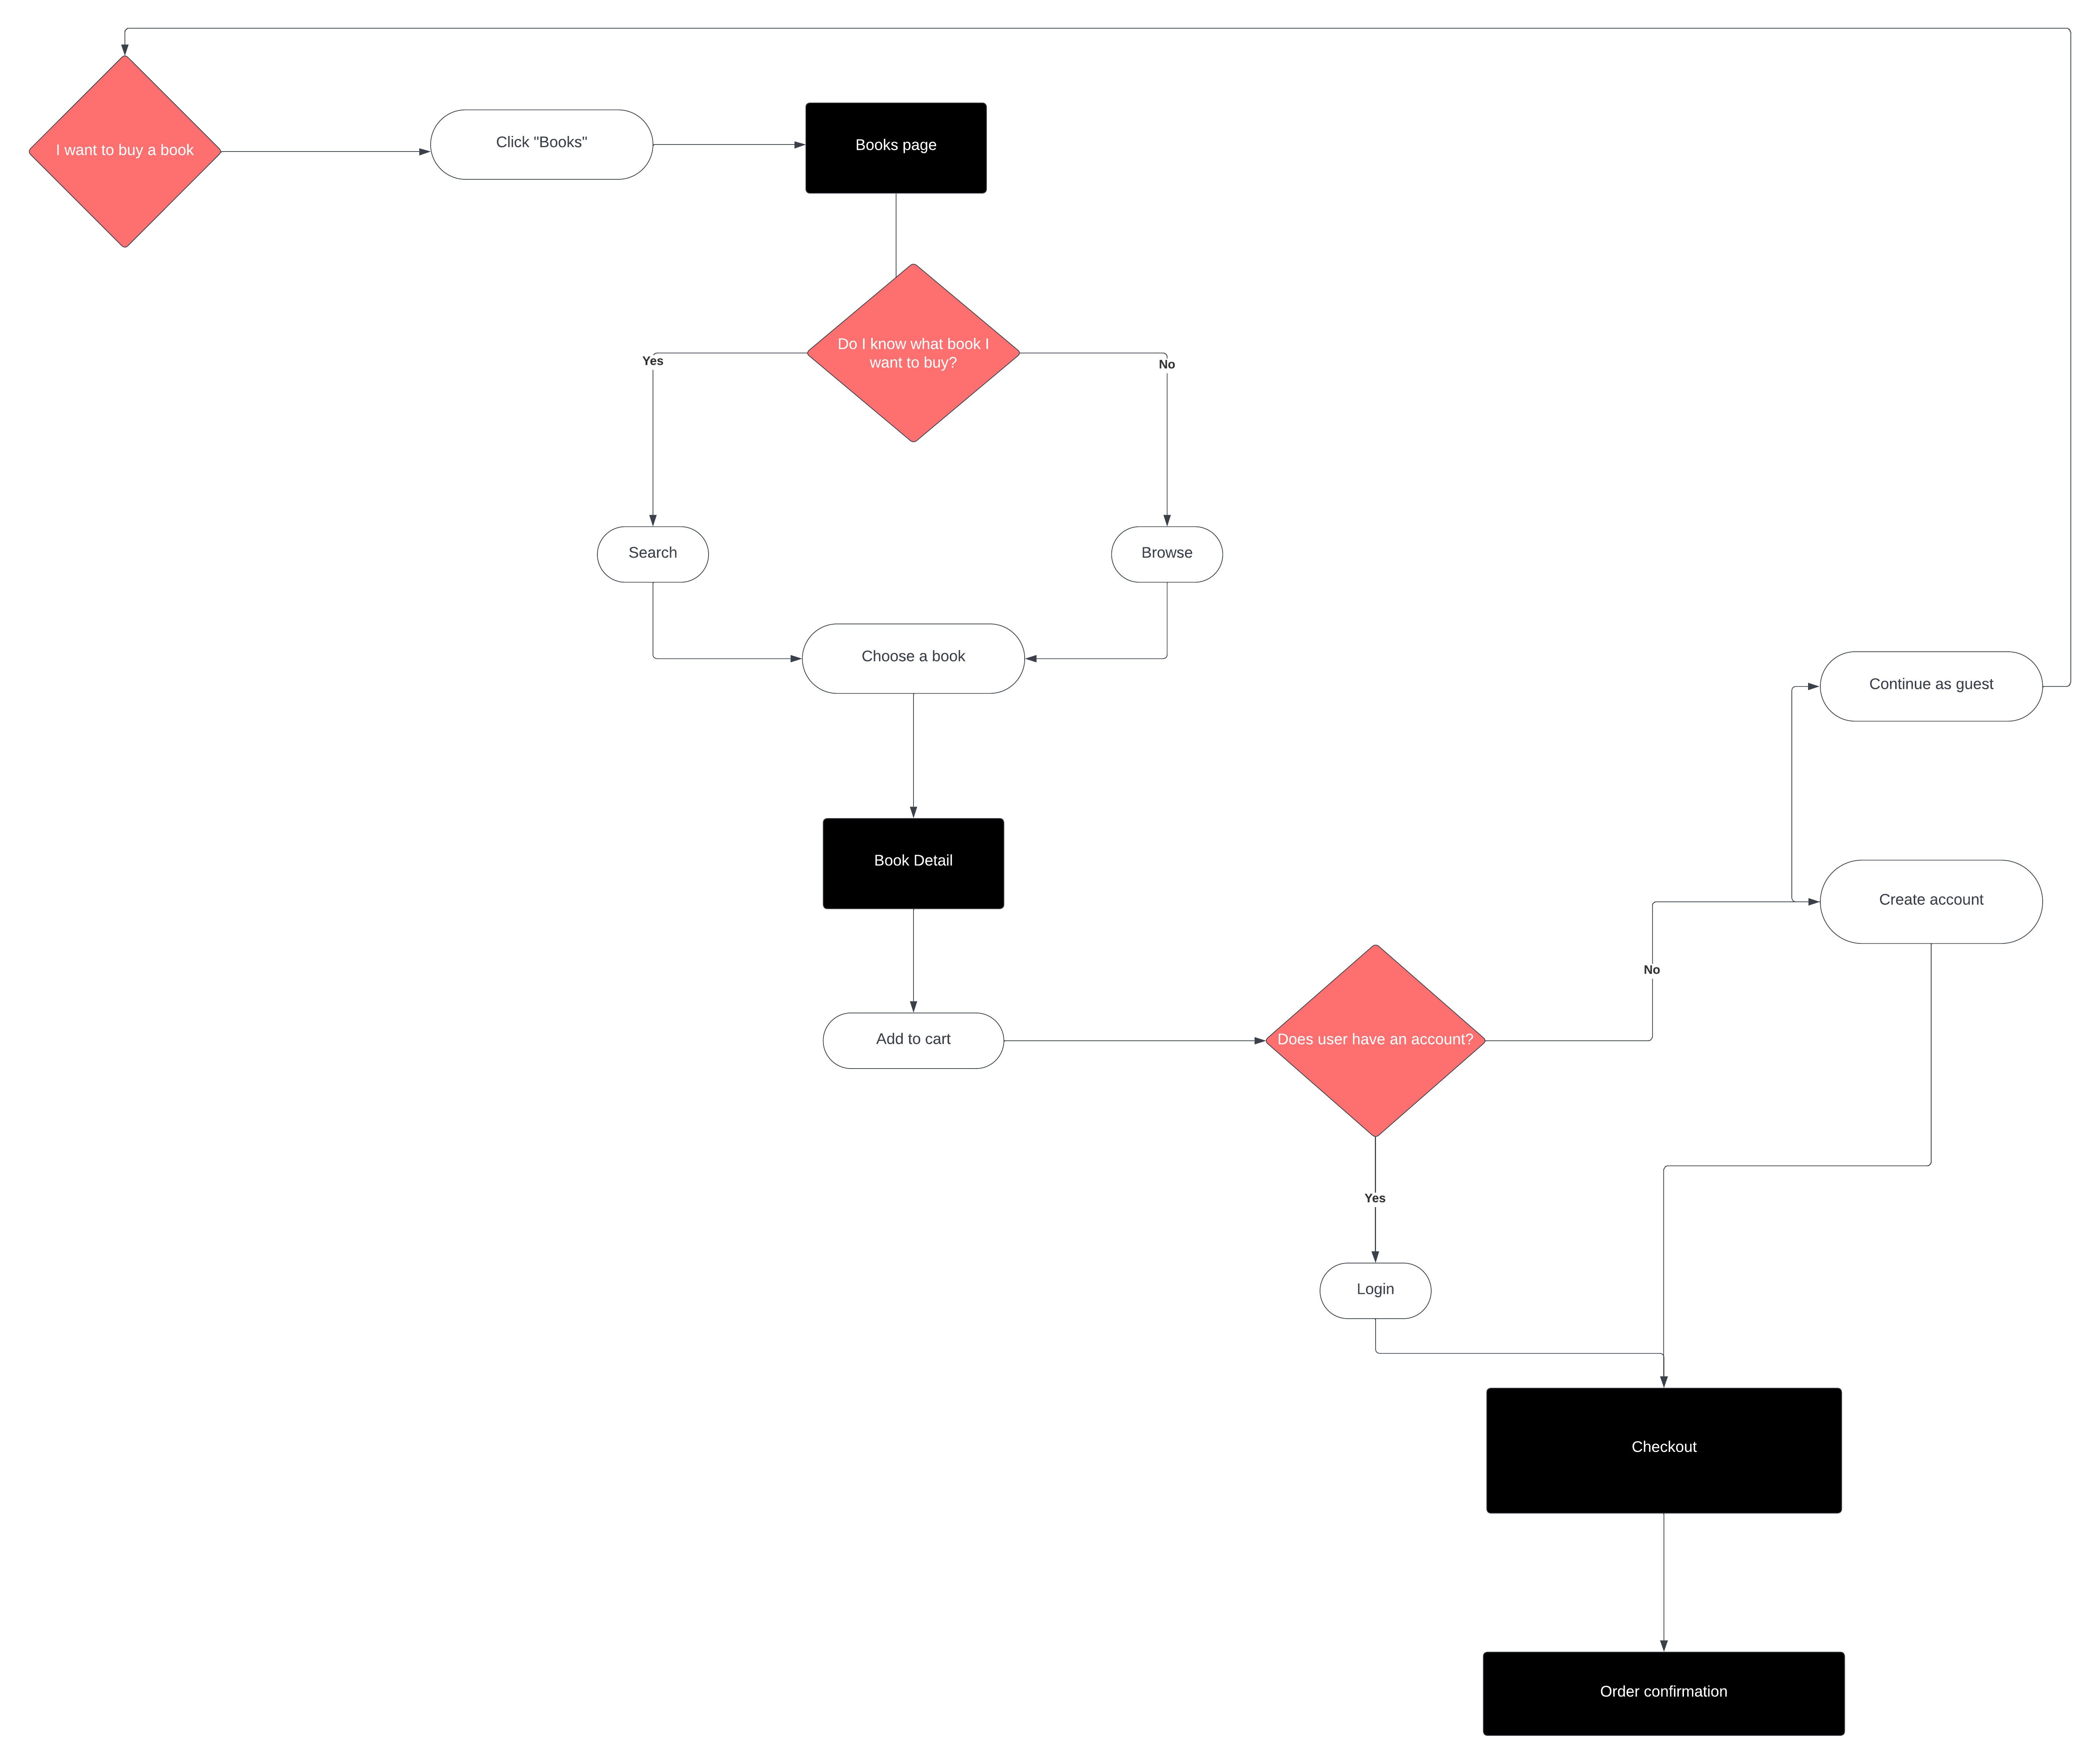 I want to buy a book
Click "Books"
Books page
Do I know what book I
want to buy?
Yes
No
Search
Browse
Choose a book
Continue as guest
Book Detail
Create account
No
Add to cart
Does user have an account?
Yes
Login
Checkout
Order confirmation